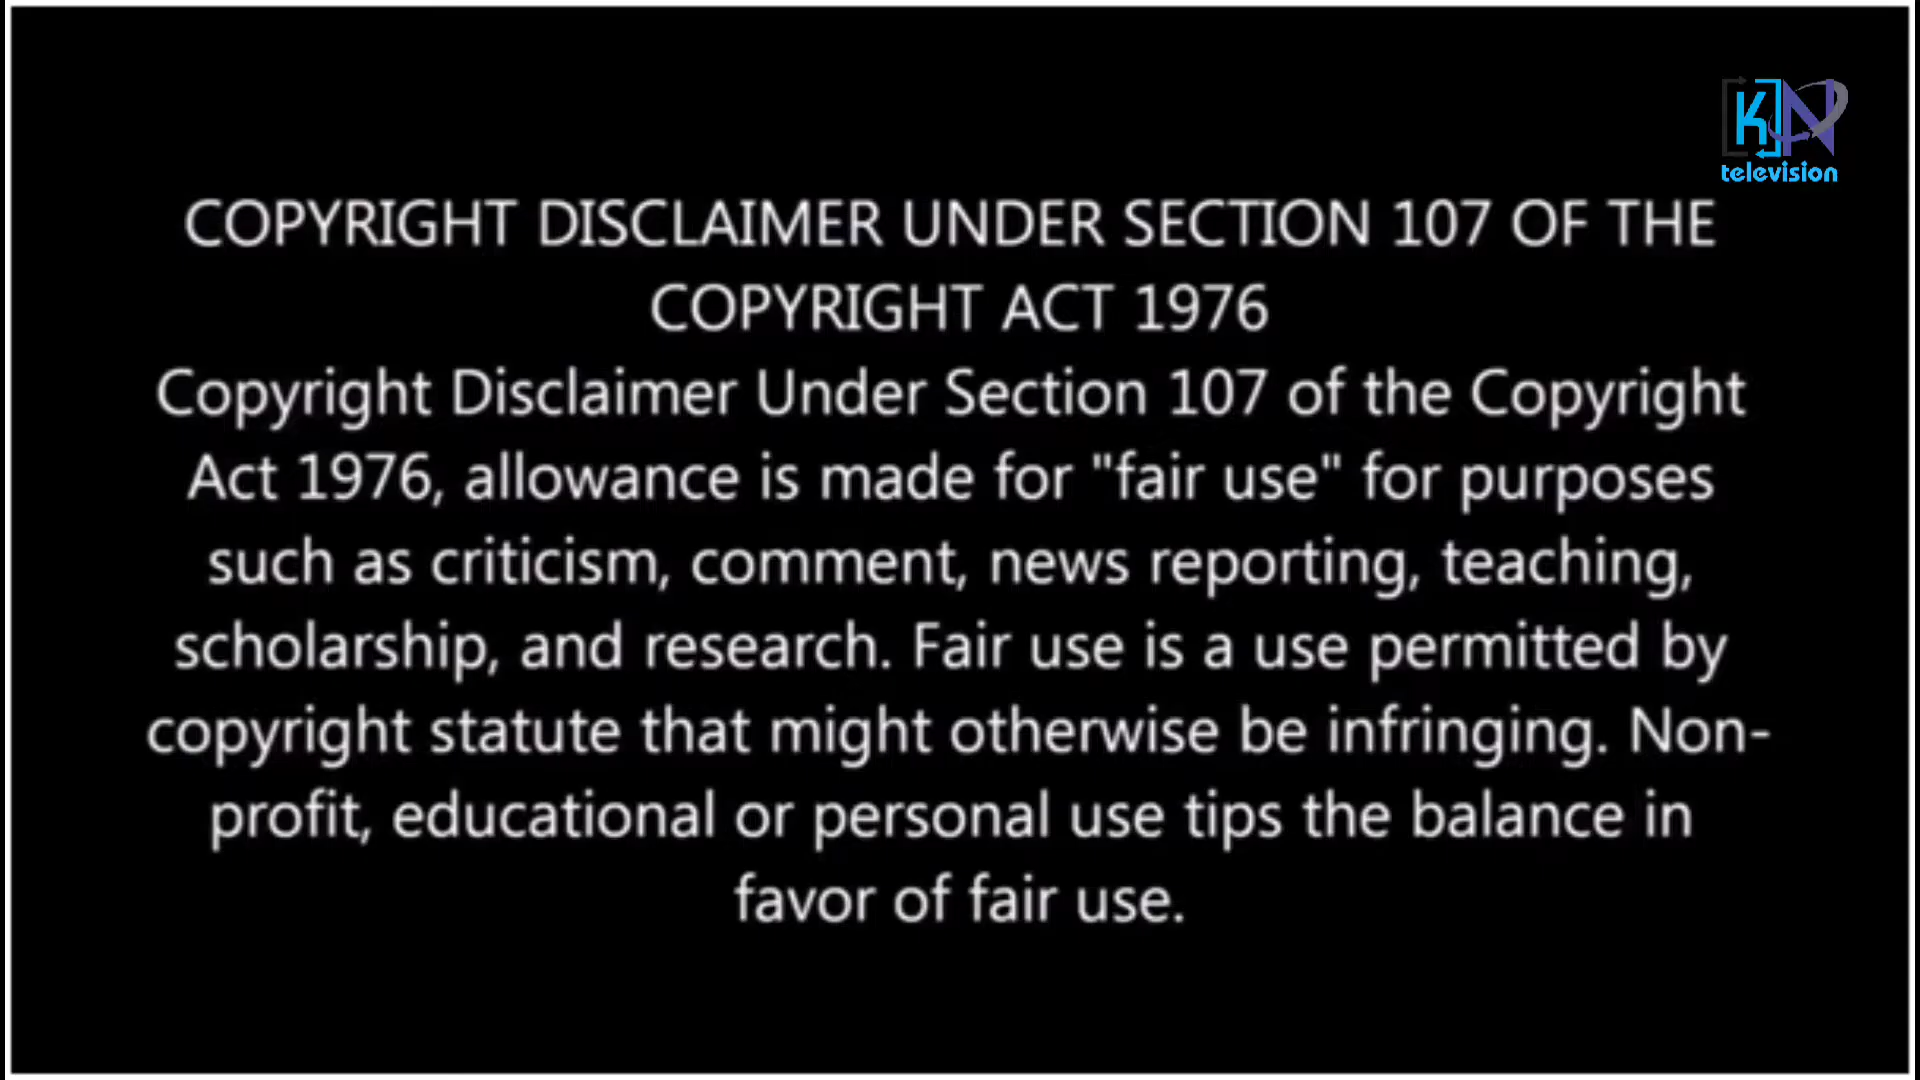 KN
television
COPYRIGHT DISCLAIMER UNDER SECTION 107 OF THE
COPYRIGHT ACT 1976
Copyright Disclaimer Under Section 107 of the Copyright
Act 1976, allowance is made for "fair use" for purposes
such as criticism, comment, news reporting, teaching,
scholarship, and research. Fair use is a use permitted by
copyright statute that might otherwise be infringing. Non-
profit, educational or personal use tips the balance in
favor of fair use.